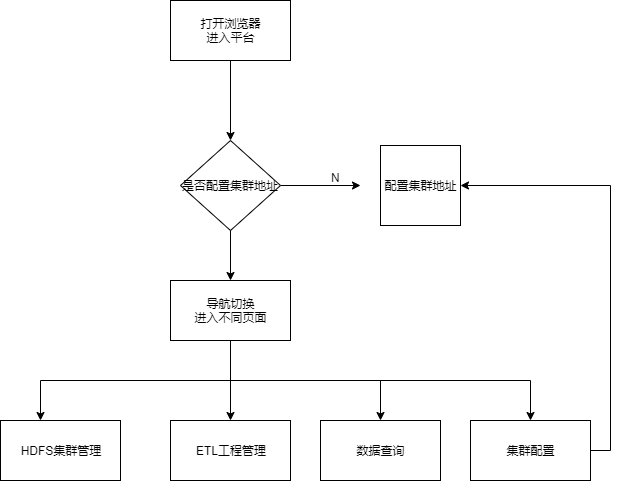 打开浏览器
进入平台
是否配置集群地址
N
配置集群地址
导航切换
进入不同页面
HDFS集群管理
ETL工程管理
数据查询
集群配置